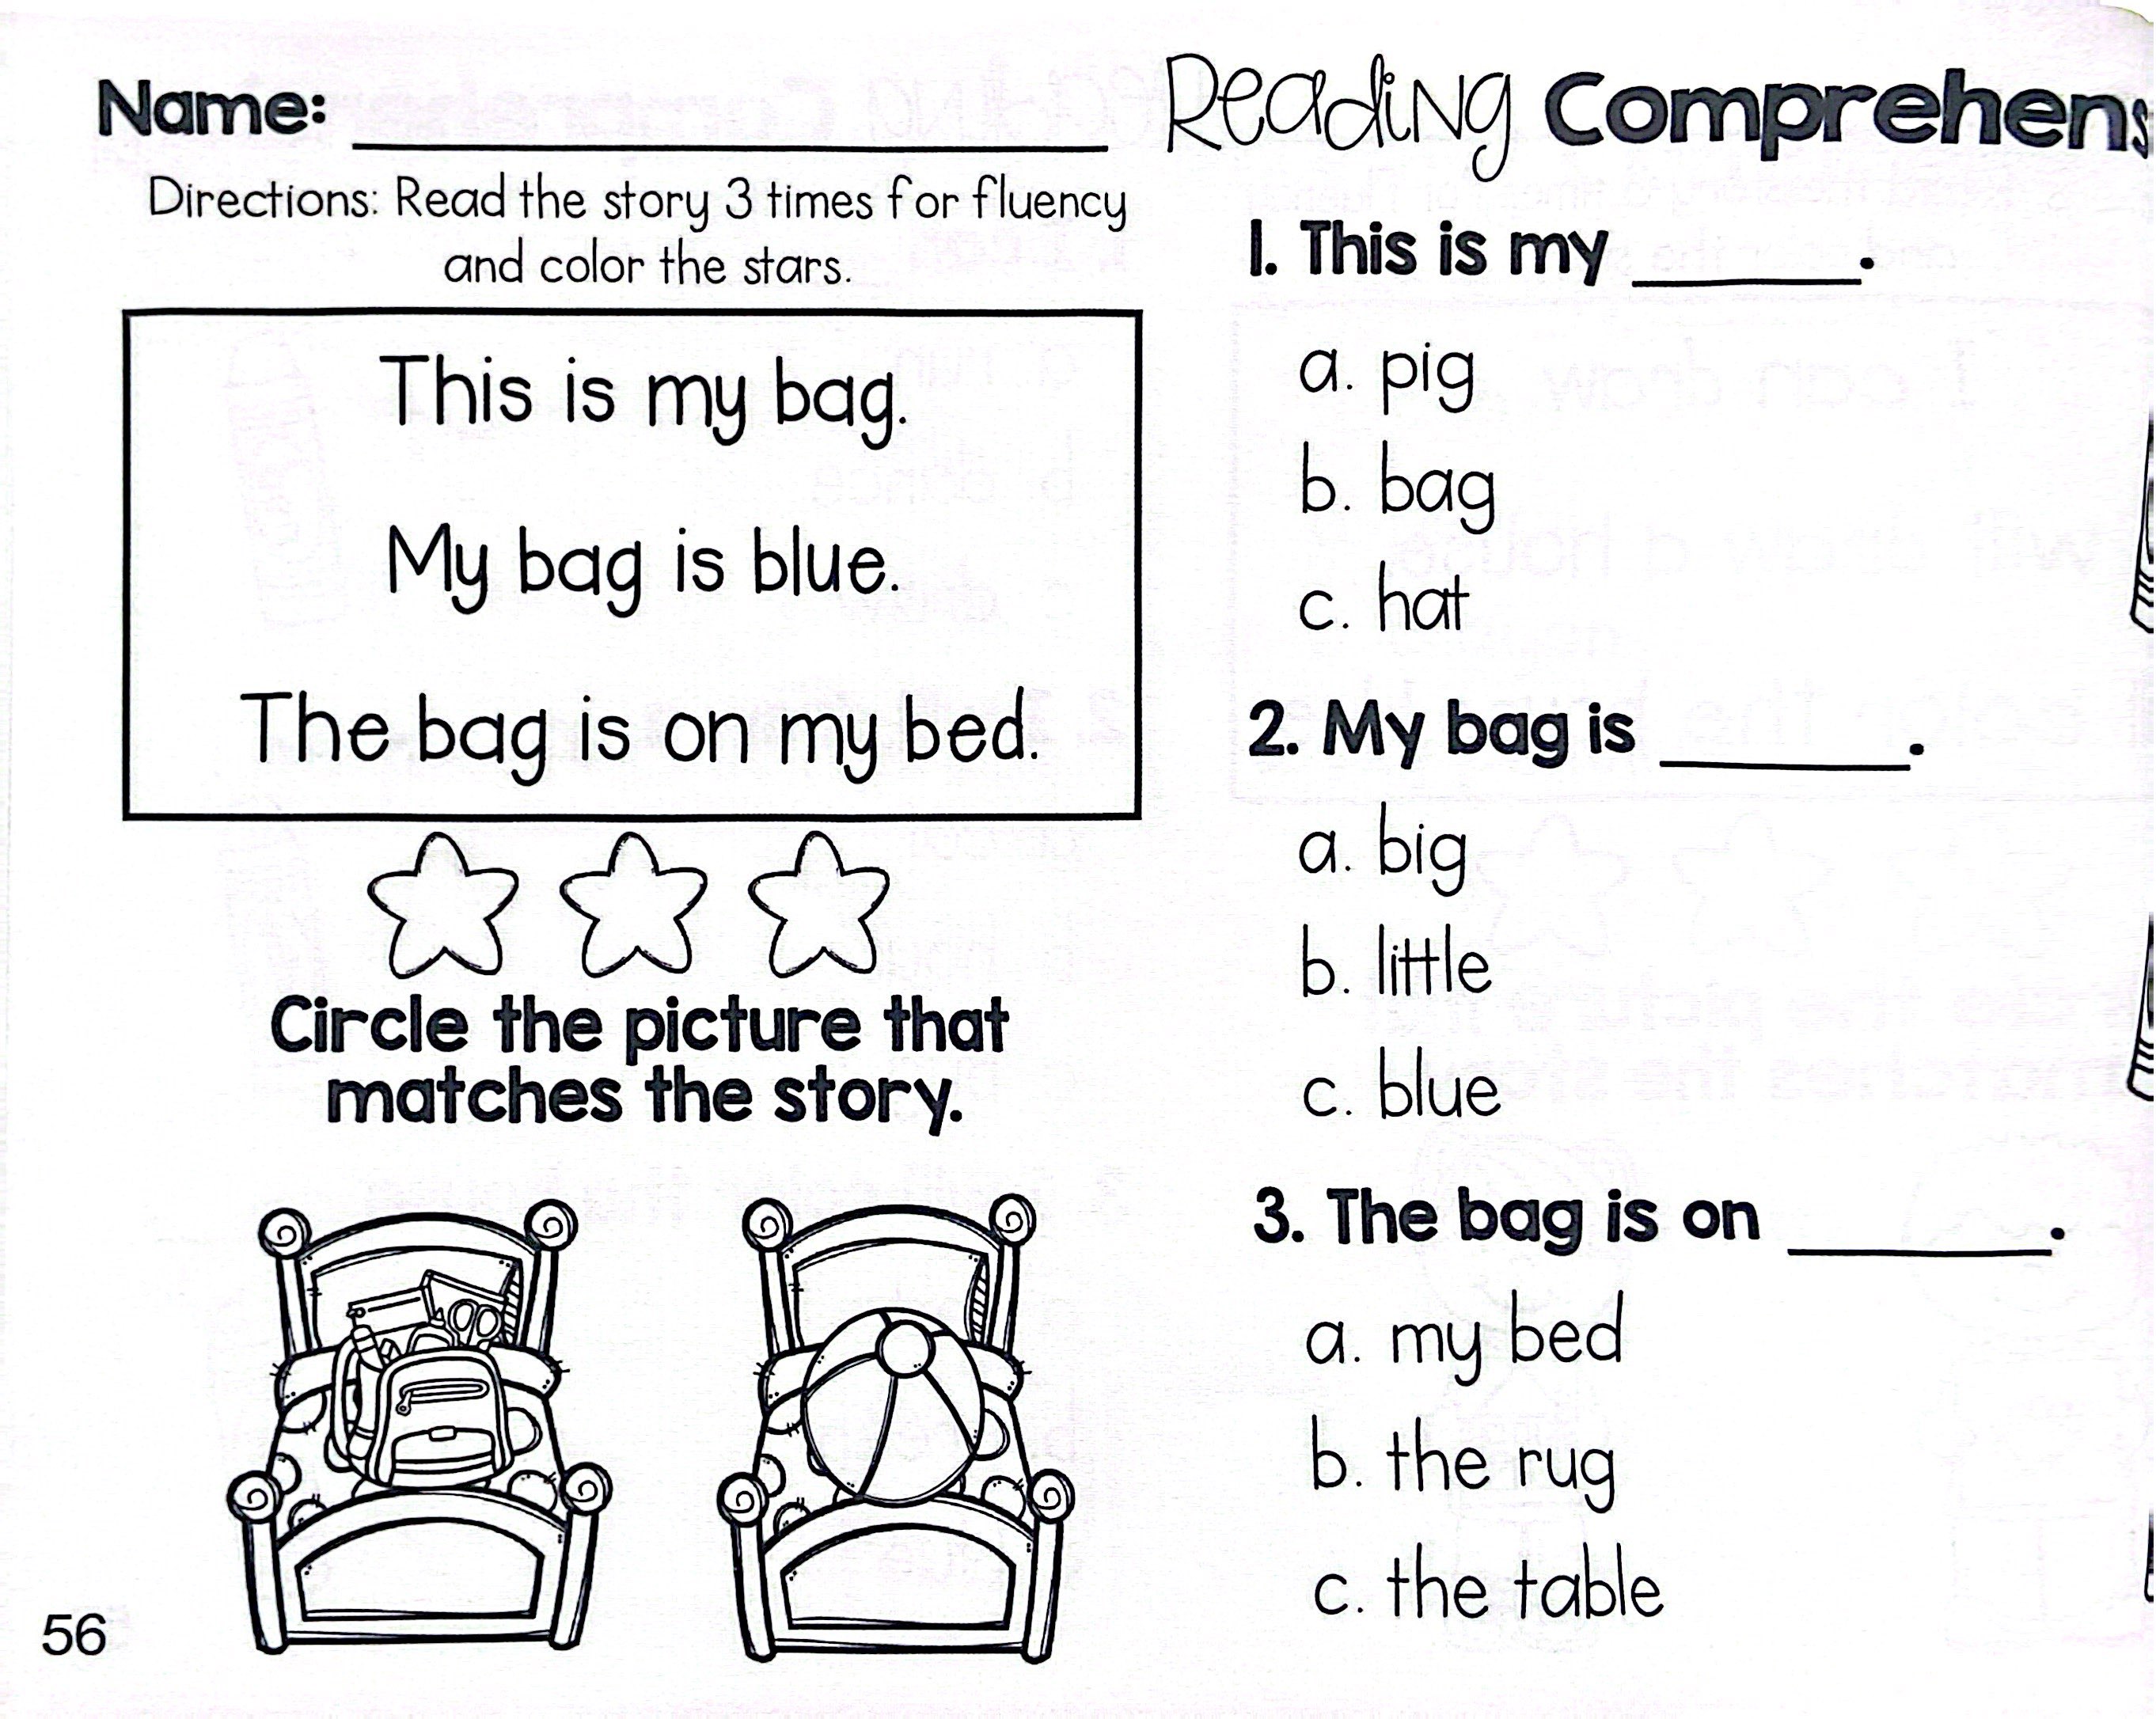 Name: ____________
Directions: Read the story 3 times for fluency
and color the stars.
This is my bag.
My bag is blue.
The bag is on my bed.
Circle the picture that
matches the story.
56
Reading Comprehens
1. This is my ______.
a. pig
b. bag
c. hat
2. My bag is ______.
a. big
b. little
c. blue
3. The bag is on ______.
a. my bed
b. the rug
c. the table